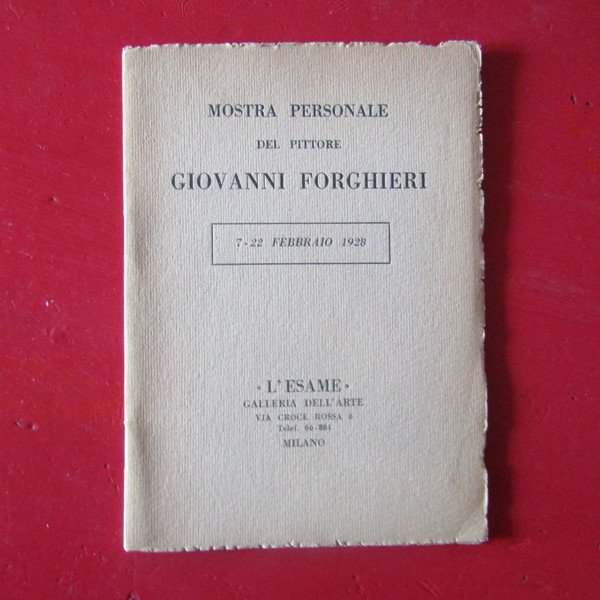 MOSTRA PERSONALE
DEL PITTORE
GIOVANNI FORGHIERI
7-22 FEBBRAIO 1928
« L'ESAME »
GALLERIA DELL'ARTE
VIA CROCE ROSSA 6
Telef. 66-884
MILANO